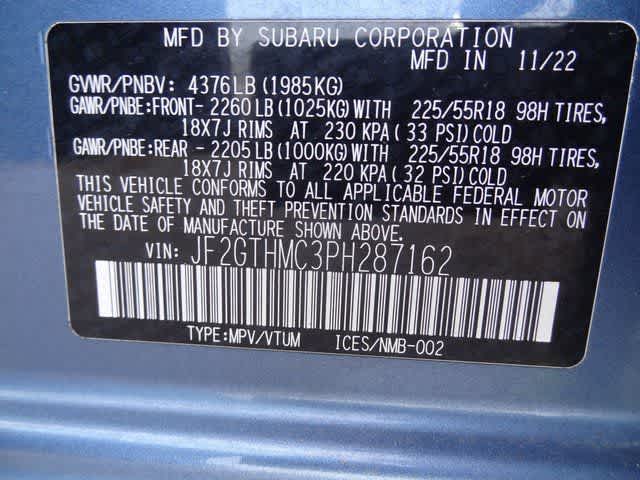 MFD BY SUBARU CORPORATION
MFD IN 11/22
GVWR/PNBV: 4376LB (1985KG)
GAWR/PNBE:FRONT-2260LB(1025KG)WITH 225/55R18 98H TIRES,
18X7J RIMS AT 230 KPA( 33 PSI)COLD
GAWR/PNBE:REAR -2205LB(1000KG)WITH 225/55R18 98H TIRES,
18X7J RIMS AT 220 KPA( 32 PSI)COLD
THIS VEHICLE CONFORMS TO ALL APPLICABLE FEDERAL MOTOR
VEHICLE SAFETY AND THEFT PREVENTION STANDARDS IN EFFECT ON
THE DATE OF MANUFACTURE SHOWN ABOVE.
VIN: JF2GTHMC3PH287162
TYPE:MPV/VTUM ICES/NMB-002